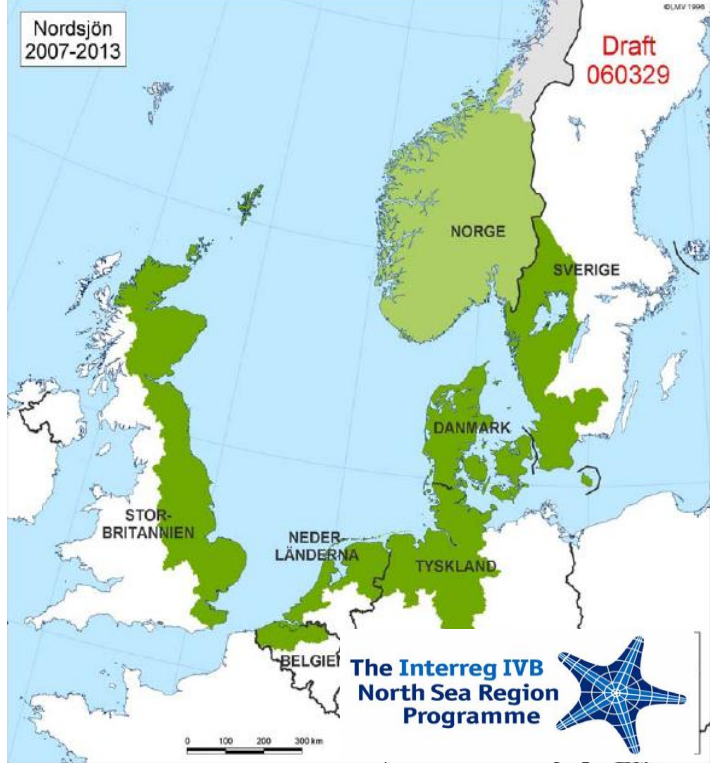 Nordsjön
2007-2013
©LMV 1996
Draft
060329
NORGE
SVERIGE
DANMARK
STOR-
BRITANNIEN
NEDER-
LÄNDERNA
TYSKLAND
BELGIE
The Interreg IVB
North Sea Region
Programme
0 100 200 300 km